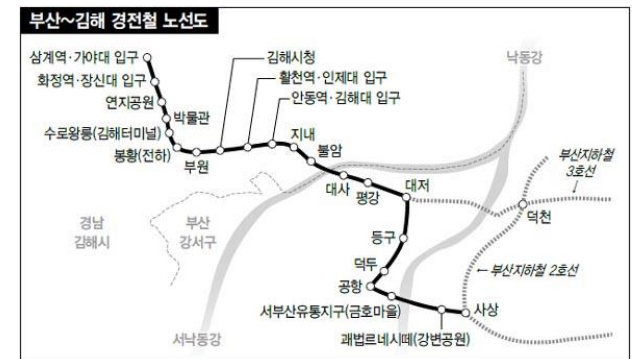 부산~김해 경전철 노선도
삼계역·가야대 입구
화정역·장신대 입구
연지공원
박물관
수로왕릉(김해터미널)
봉황(전하)
부원
김해시청
활천역·인제대 입구
안동역·김해대 입구
지내
불암
대사
평강
대저
등구
덕두
공항
서부산유통지구(금호마을)
괘법르네시떼(강변공원)
사상
덕천
낙동강
부산지하철
3호선
←부산지하철 2호선
경남
김해시
부산
강서구
서낙동강